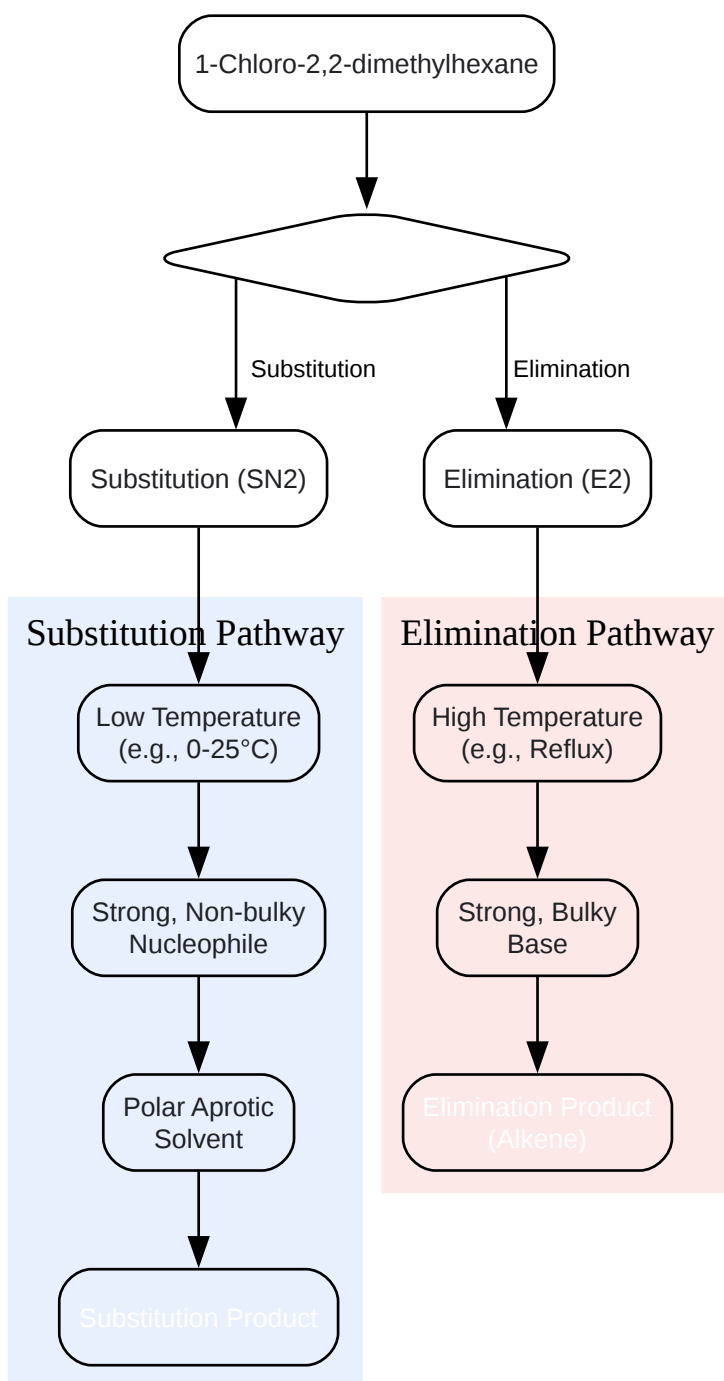 1-Chloro-2,2-dimethylhexane
Substitution
Elimination
Substitution (SN2)
Elimination (E2)
Substitution Pathway
Low Temperature
(e.g., 0-25°C)
Strong, Non-bulky
Nucleophile
Polar Aprotic
Solvent
Substitution Product
Elimination Pathway
High Temperature
(e.g., Reflux)
Strong, Bulky
Base
Elimination Product
(Alkene)